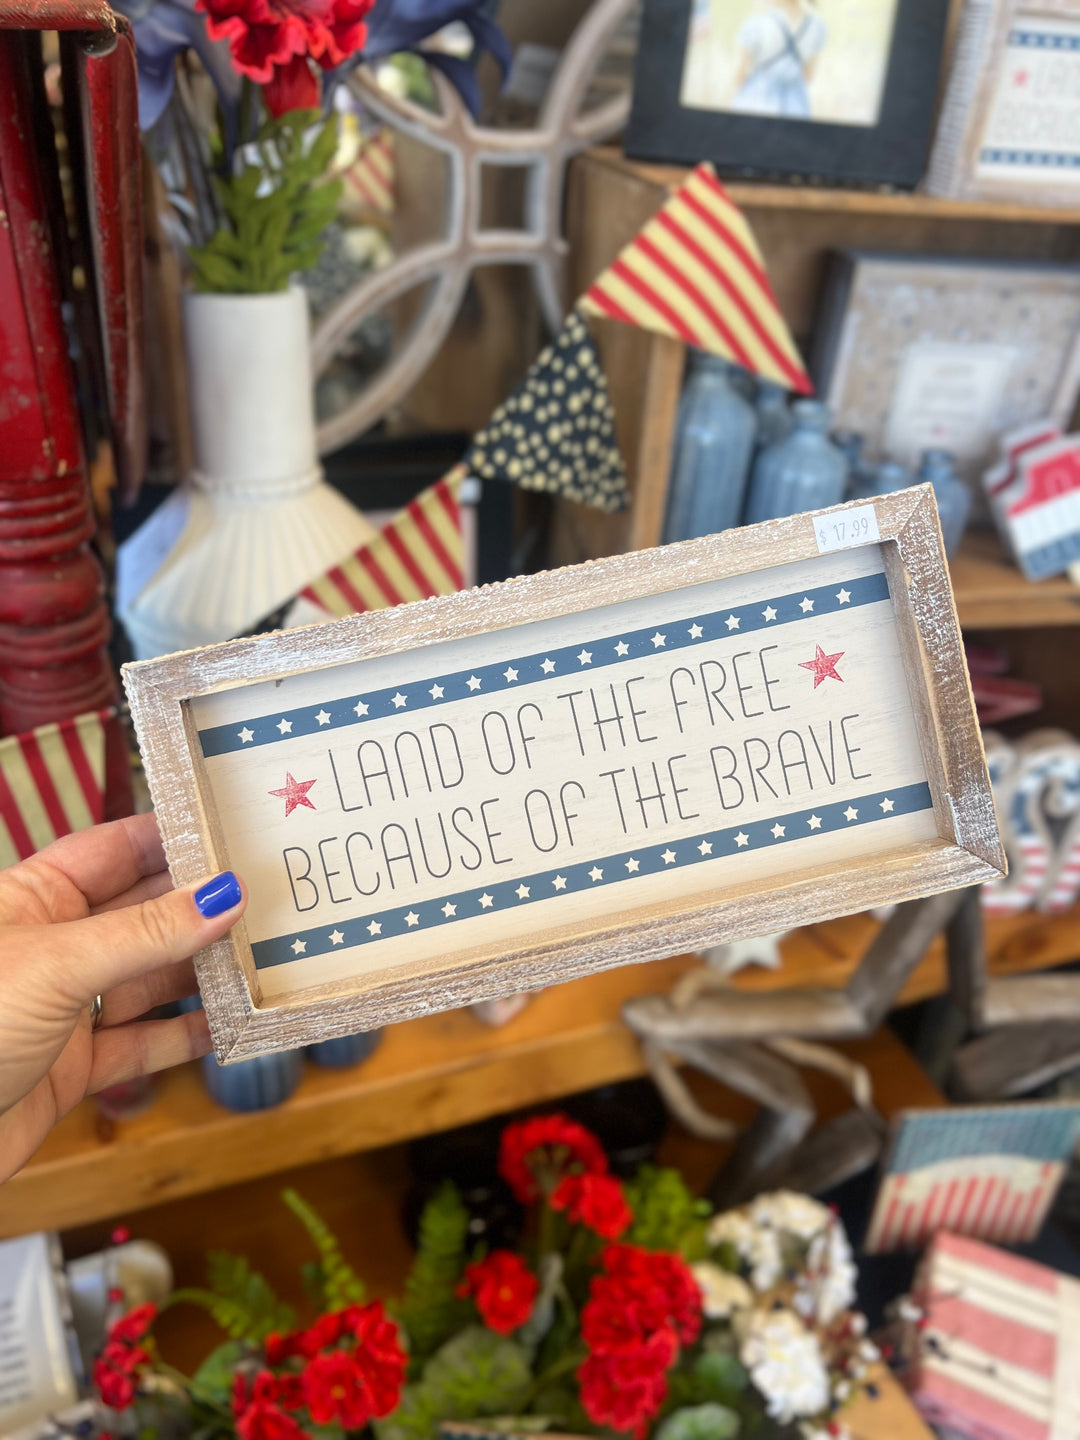 $ 17.99
LAND OF THE FREE
BECAUSE OF THE BRAVE